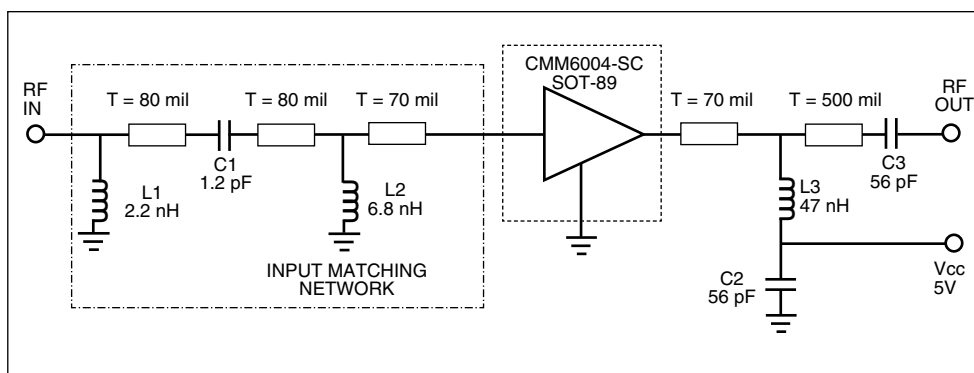 CMM6004-SC
SOT-89
RF
IN
T = 80 mil
T = 80 mil
T = 70 mil
T = 70 mil
T = 500 mil
RF
OUT
C1
1.2 pF
C3
56 pF
L1
2.2 nH
L2
6.8 nH
L3
47 nH
INPUT MATCHING
NETWORK
C2
56 pF
Vcc
5V